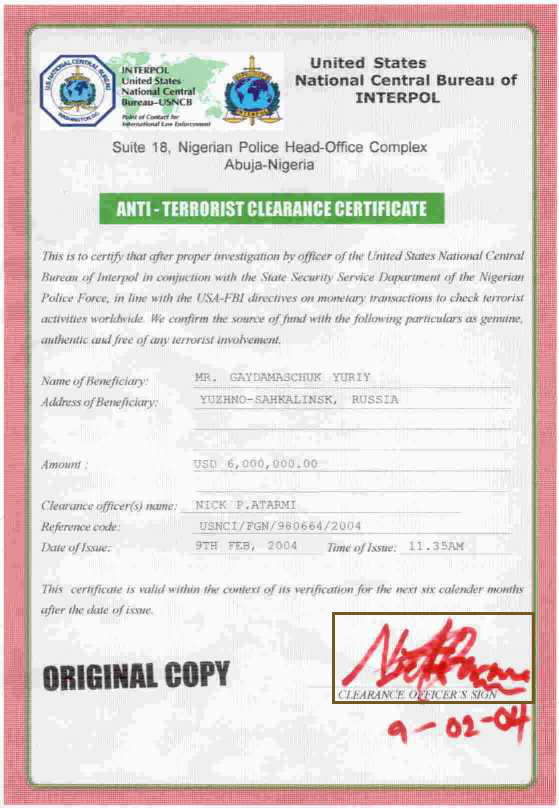 INTERPOL
United States
National Central
Bureau-USNCB
Point of Contact for
International Law Enforcement
U.S. NATIONAL CENTRAL BUREAU
WASHINGTON, D.C.
United States
National Central Bureau of
INTERPOL
Suite 18, Nigerian Police Head-Office Complex
Abuja-Nigeria
ANTI - TERRORIST CLEARANCE CERTIFICATE
This is to certify that after proper investigation by officer of the United States National Central
Bureau of Interpol in conjuction with the State Security Service Dapartment of the Nigerian
Police Force, in line with the USA-FBI directives on monetary transactions to check terrorist
activities worldwide. We confirm the source of fund with the following particulars as genuine,
authentic and free of any terrorist involvement.
Name of Beneficiary: MR. GAYDAMASCHUK YURIY
Address of Beneficiary: YUZHNO-SAHKALINSK, RUSSIA
Amount : USD 6,000,000.00
Clearance officer(s) name: NICK P.ATARMI
Reference code: USNCI/FGN/980664/2004
Date of Issue: 9TH FEB, 2004 Time of Issue: 11.35AM
This certificate is valid within the context of its verification for the next six calender months
after the date of issue.
ORIGINAL COPY
CLEARANCE OFFICER'S SIGN
9-02-04